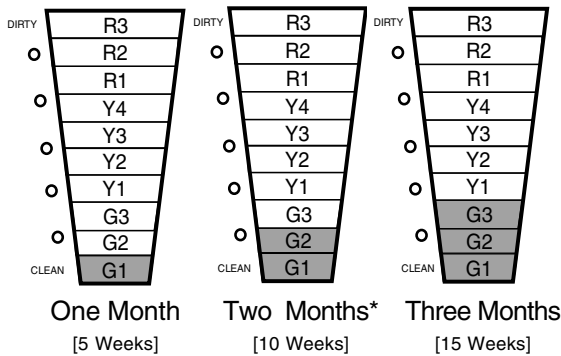 DIRTY
R3
R2
R1
Y4
Y3
Y2
Y1
G3
G2
CLEAN
G1
One Month
[5 Weeks]
DIRTY
R3
R2
R1
Y4
Y3
Y2
Y1
G3
G2
CLEAN
G1
Two Months*
[10 Weeks]
DIRTY
R3
R2
R1
Y4
Y3
Y2
Y1
G3
G2
CLEAN
G1
Three Months
[15 Weeks]